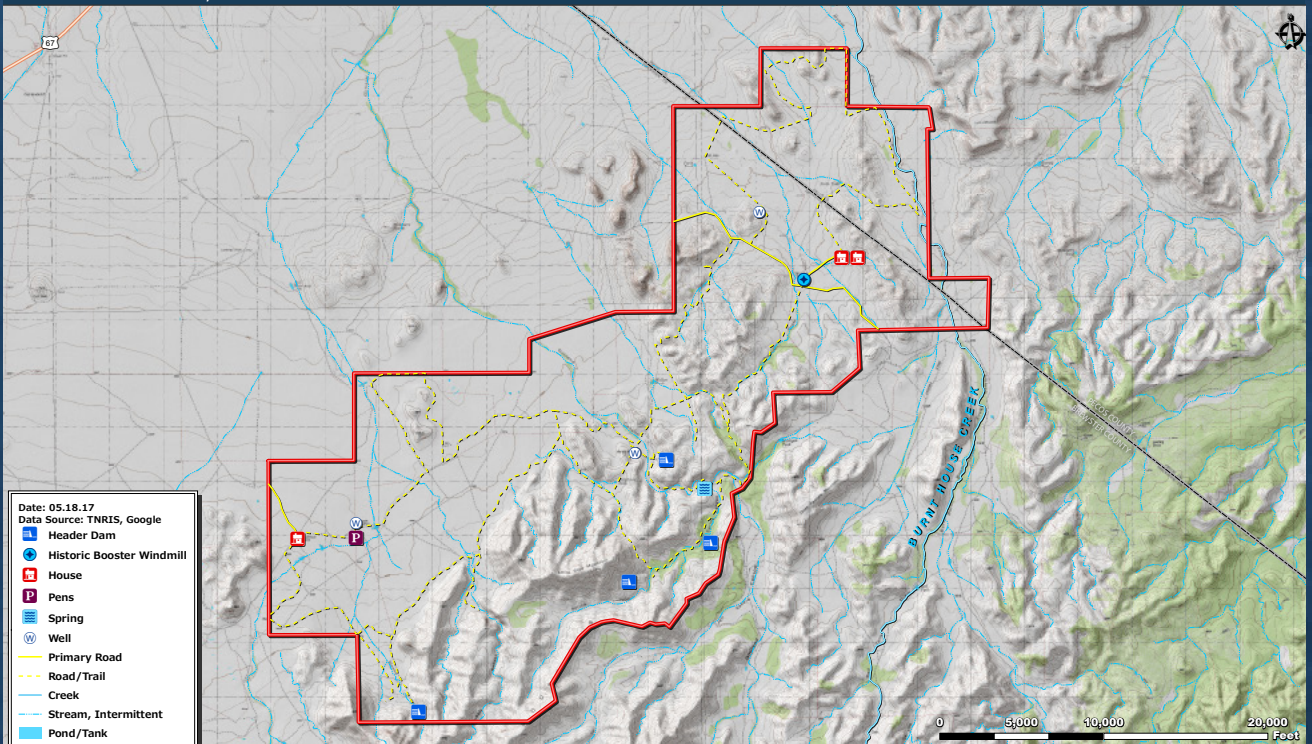 67
W
W
W
P
BURNT HOUSE CREEK
Date: 05.18.17
Data Source: TNRIS, Google
Header Dam
Historic Booster Windmill
House
P Pens
Spring
W Well
Primary Road
Road/Trail
Creek
Stream, Intermittent
Pond/Tank
0 5,000 10,000 20,000
Feet